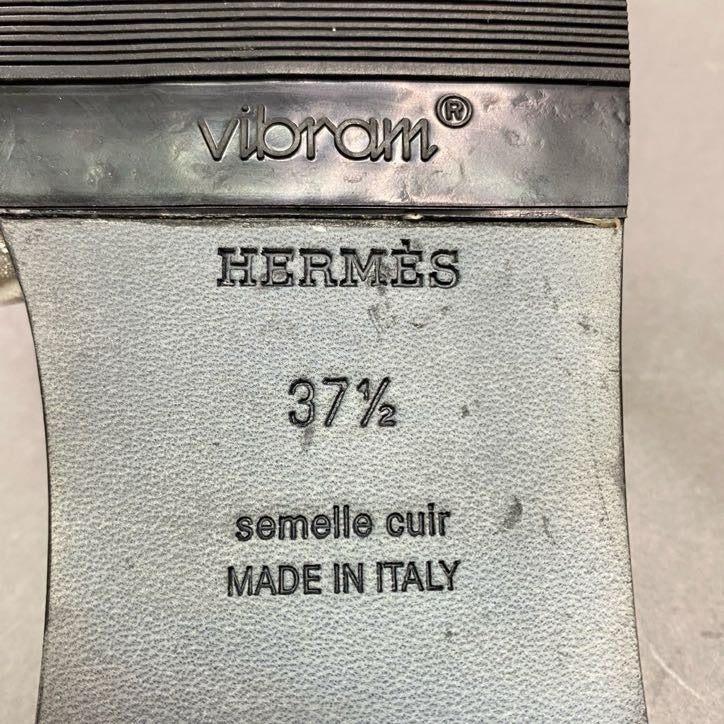 vibram®
HERMÈS
37½
semelle cuir
MADE IN ITALY